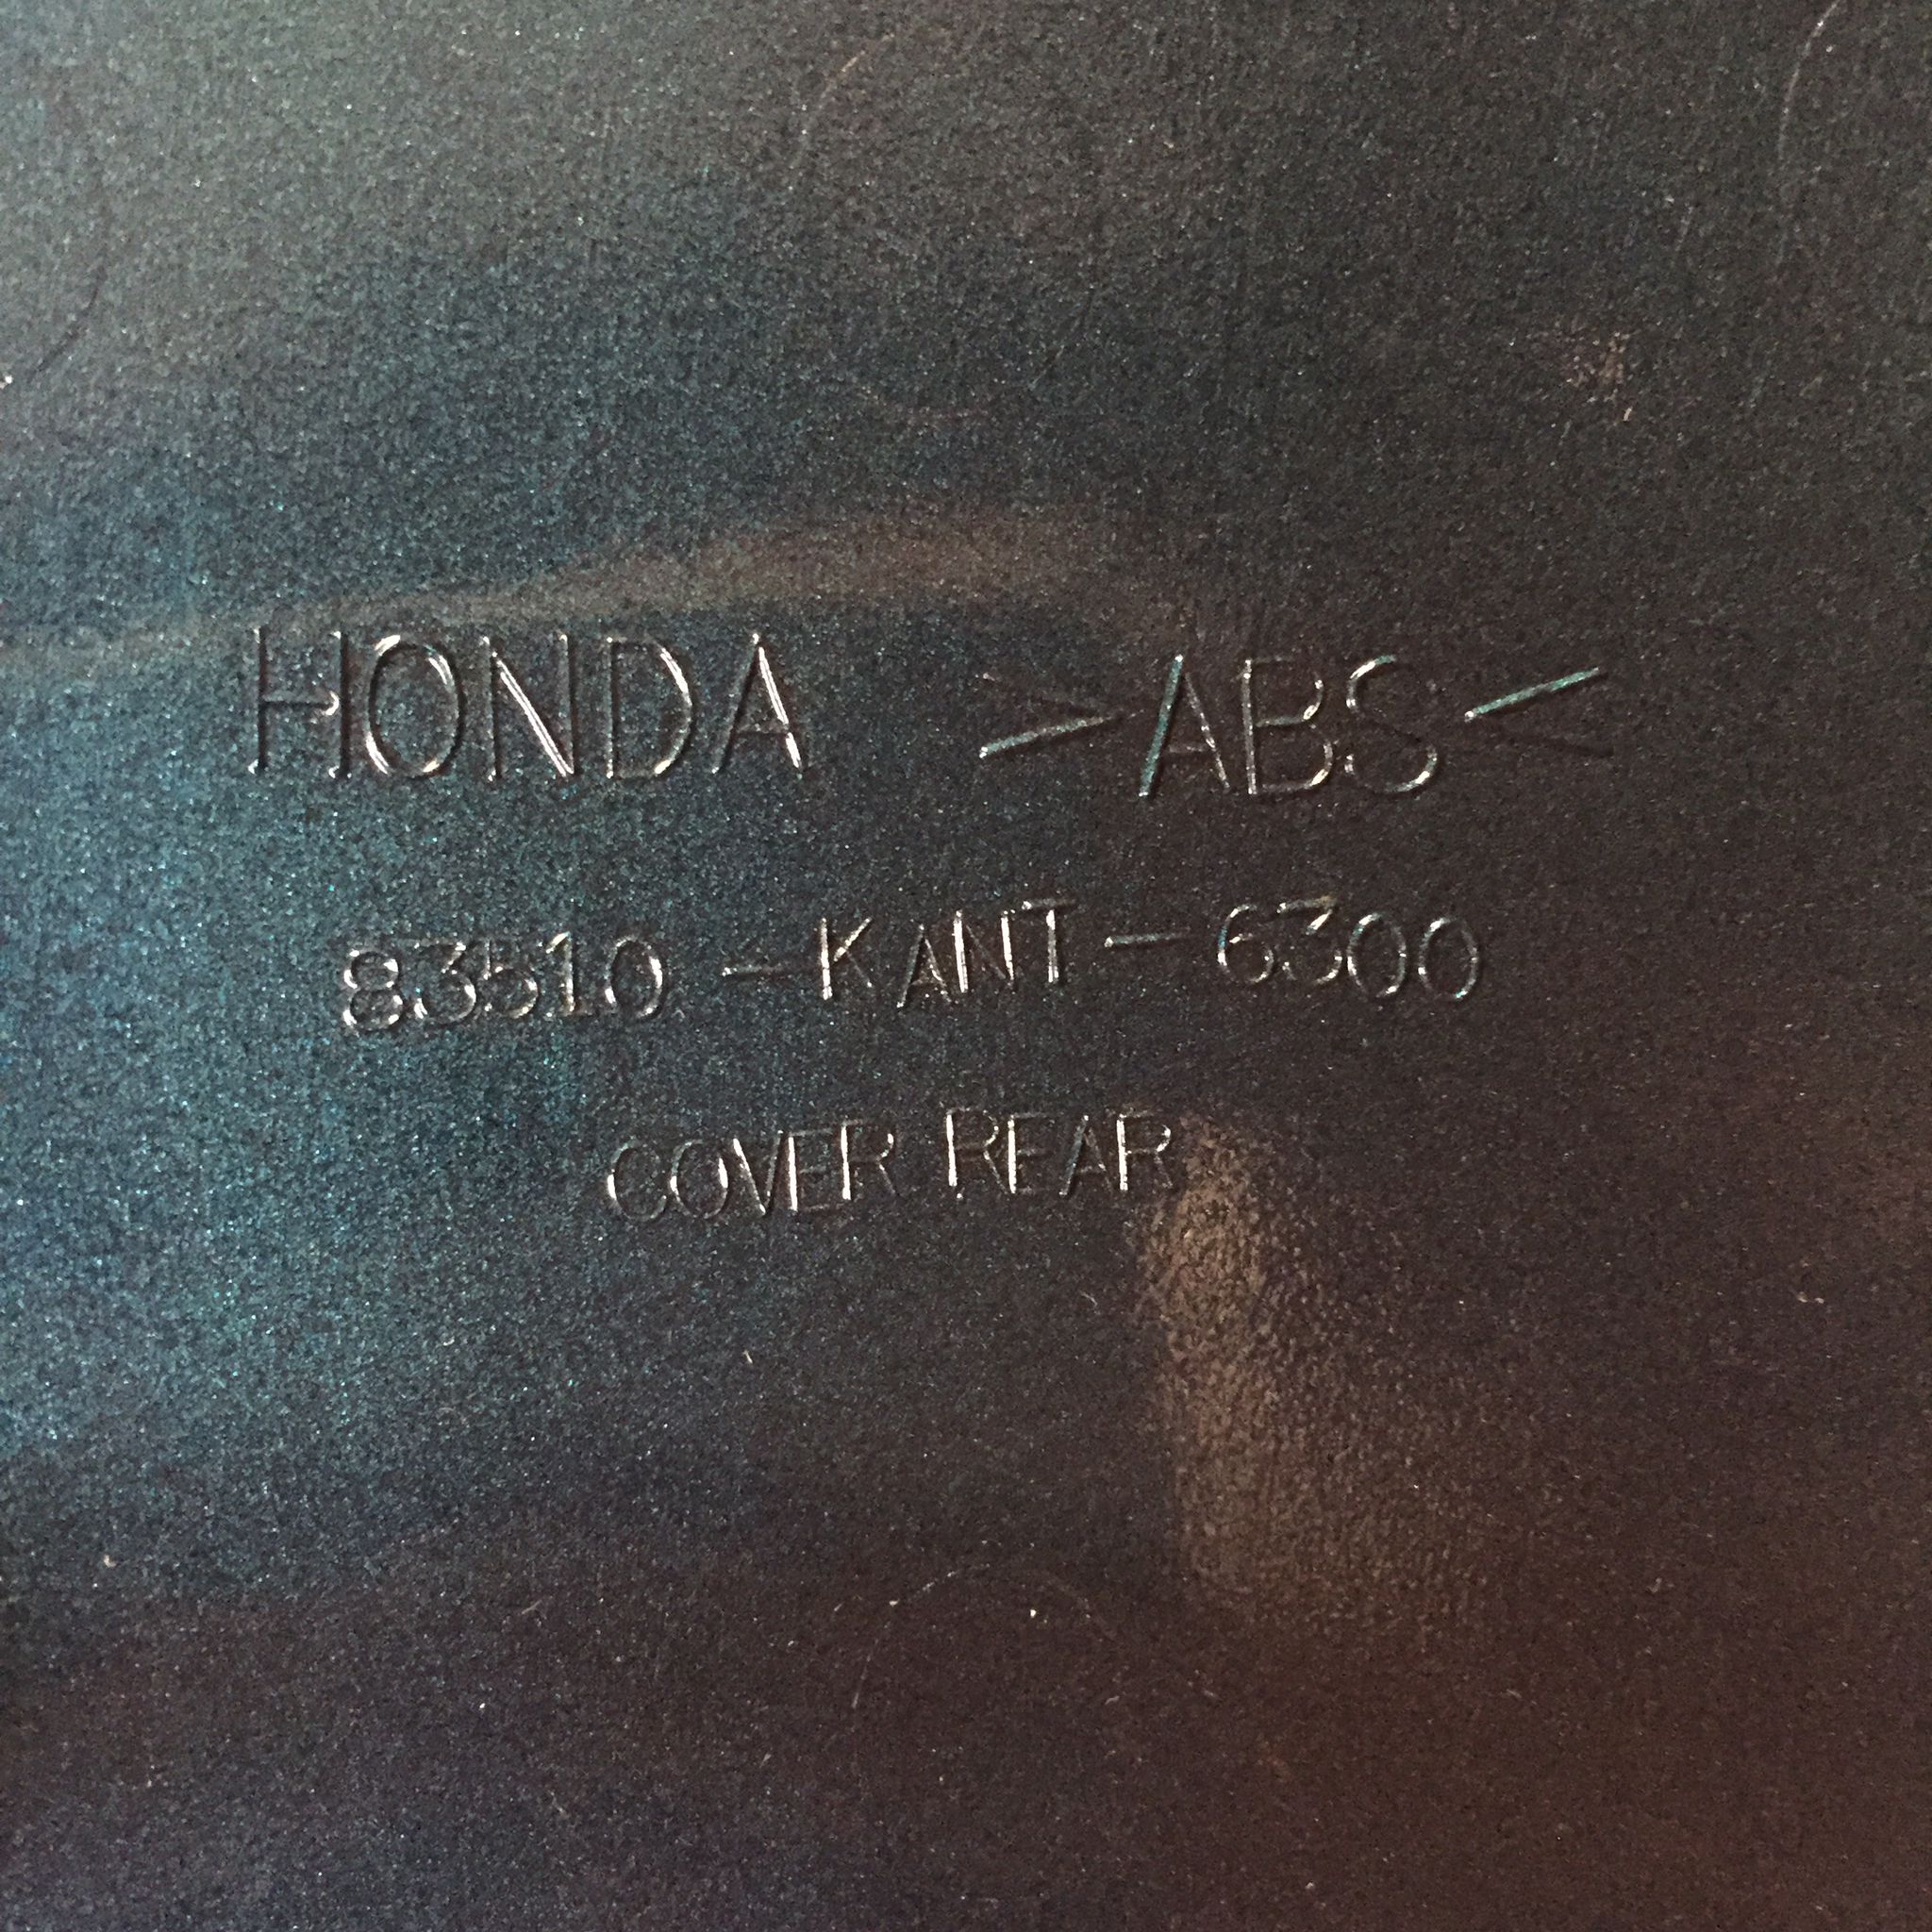 HONDA >ABS<
83510 - KANT - 6300
COVER REAR